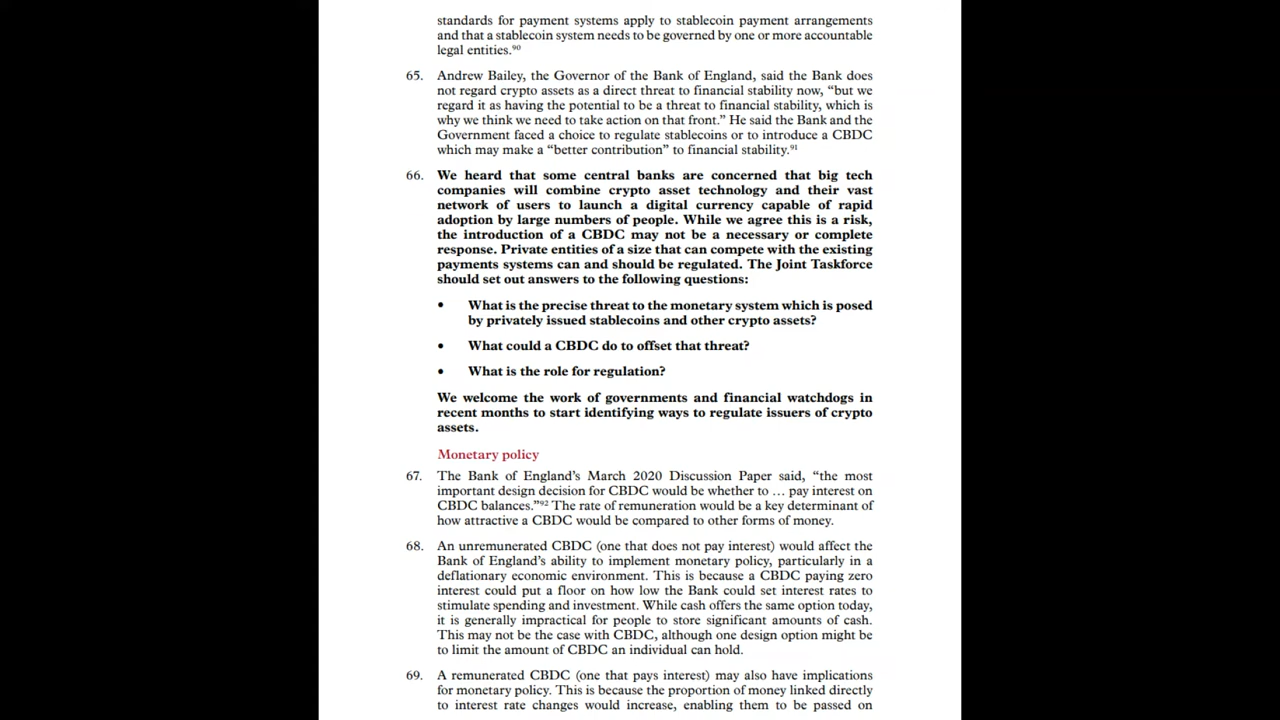 standards for payment systems apply to stablecoin payment arrangements
and that a stablecoin system needs to be governed by one or more accountable
legal entities.⁹⁰
65. Andrew Bailey, the Governor of the Bank of England, said the Bank does
not regard crypto assets as a direct threat to financial stability now, “but we
regard it as having the potential to be a threat to financial stability, which is
why we think we need to take action on that front.” He said the Bank and the
Government faced a choice to regulate stablecoins or to introduce a CBDC
which may make a “better contribution” to financial stability.⁹¹
66. We heard that some central banks are concerned that big tech
companies will combine crypto asset technology and their vast
network of users to launch a digital currency capable of rapid
adoption by large numbers of people. While we agree this is a risk,
the introduction of a CBDC may not be a necessary or complete
response. Private entities of a size that can compete with the existing
payments systems can and should be regulated. The Joint Taskforce
should set out answers to the following questions:
• What is the precise threat to the monetary system which is posed
by privately issued stablecoins and other crypto assets?
• What could a CBDC do to offset that threat?
• What is the role for regulation?
We welcome the work of governments and financial watchdogs in
recent months to start identifying ways to regulate issuers of crypto
assets.
Monetary policy
67. The Bank of England’s March 2020 Discussion Paper said, “the most
important design decision for CBDC would be whether to … pay interest on
CBDC balances.”⁹² The rate of remuneration would be a key determinant of
how attractive a CBDC would be compared to other forms of money.
68. An unremunerated CBDC (one that does not pay interest) would affect the
Bank of England’s ability to implement monetary policy, particularly in a
deflationary economic environment. This is because a CBDC paying zero
interest could put a floor on how low the Bank could set interest rates to
stimulate spending and investment. While cash offers the same option today,
it is generally impractical for people to store significant amounts of cash.
This may not be the case with CBDC, although one design option might be
to limit the amount of CBDC an individual can hold.
69. A remunerated CBDC (one that pays interest) may also have implications
for monetary policy. This is because the proportion of money linked directly
to interest rate changes would increase, enabling them to be passed on